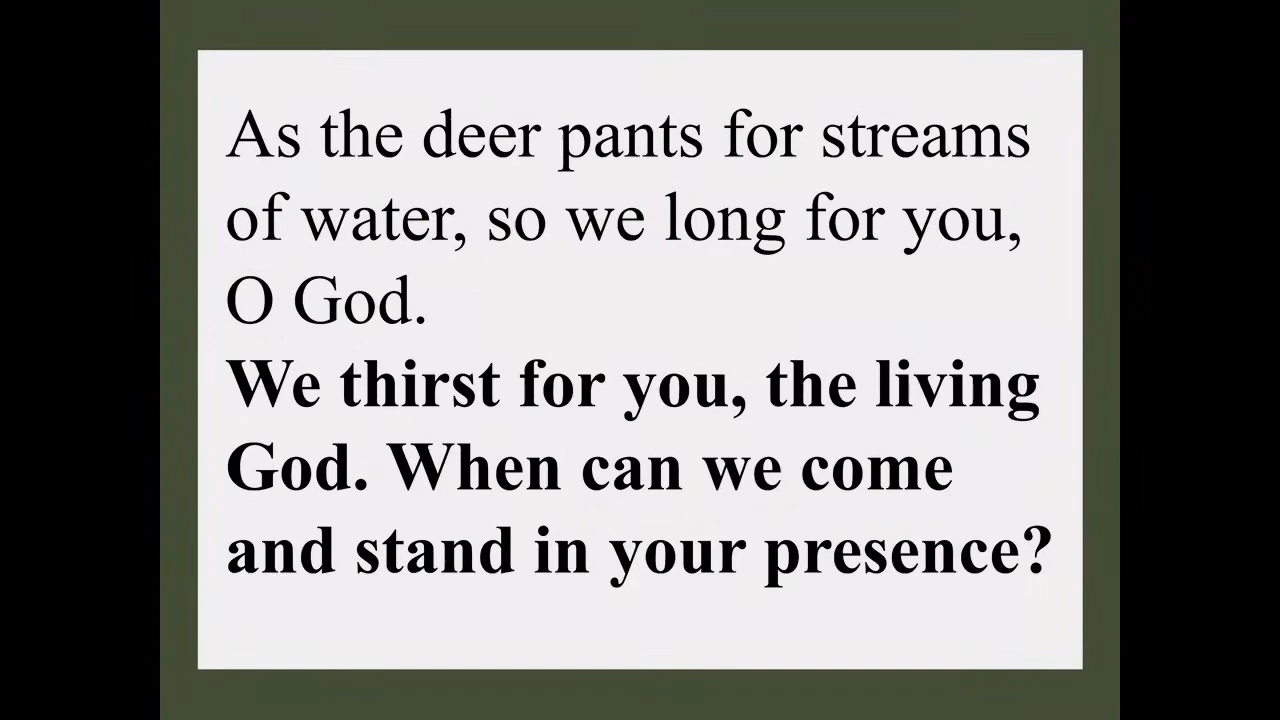 As the deer pants for streams
of water, so we long for you,
O God.
We thirst for you, the living
God. When can we come
and stand in your presence?